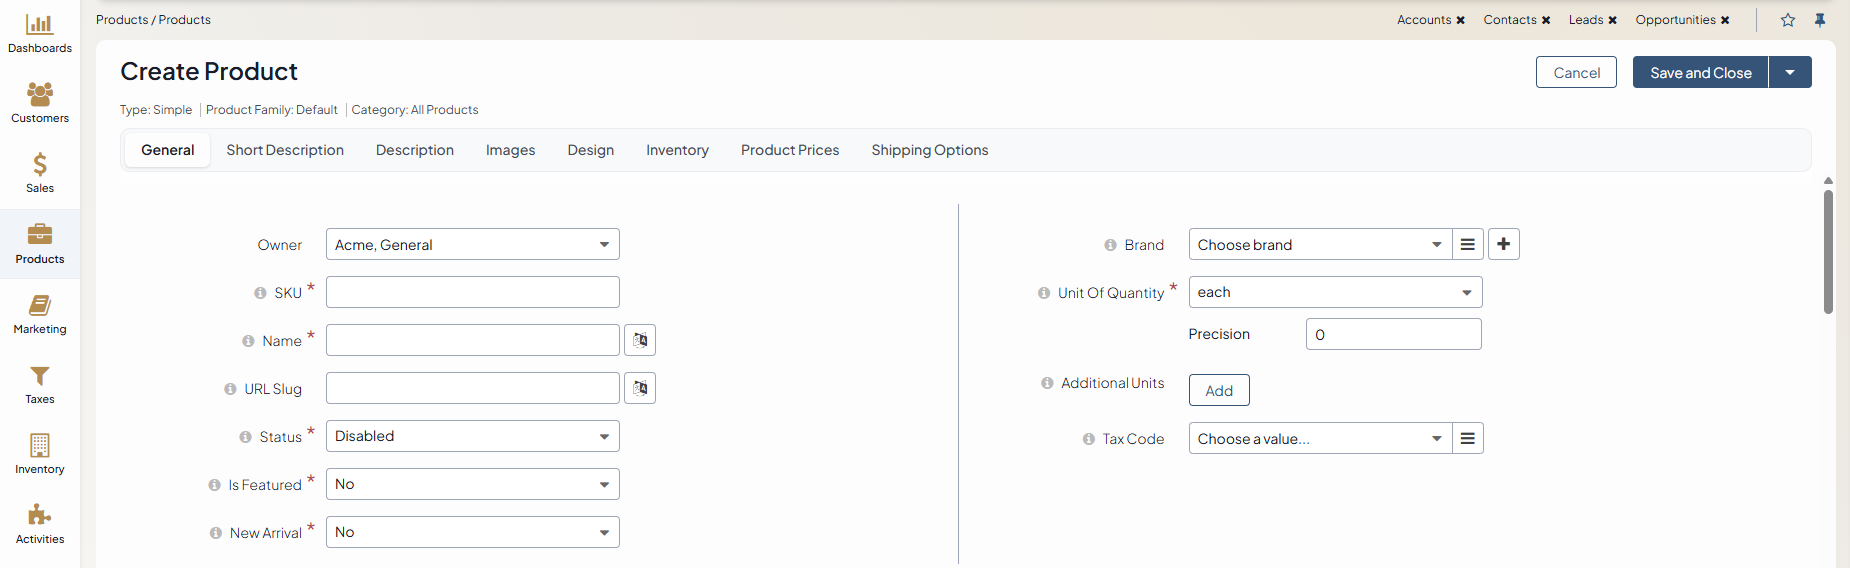 Dashboards
Customers
Sales
Products
Marketing
Taxes
Inventory
Activities
Products / Products
Accounts ✖ Contacts ✖ Leads ✖ Opportunities ✖
Create Product
Cancel
Save and Close
Type: Simple | Product Family: Default | Category: All Products
General
Short Description
Description
Images
Design
Inventory
Product Prices
Shipping Options
Owner Acme, General
SKU *
Name *
URL Slug
Status * Disabled
Is Featured * No
New Arrival * No
Brand Choose brand
Unit Of Quantity * each
Precision 0
Additional Units Add
Tax Code Choose a value...